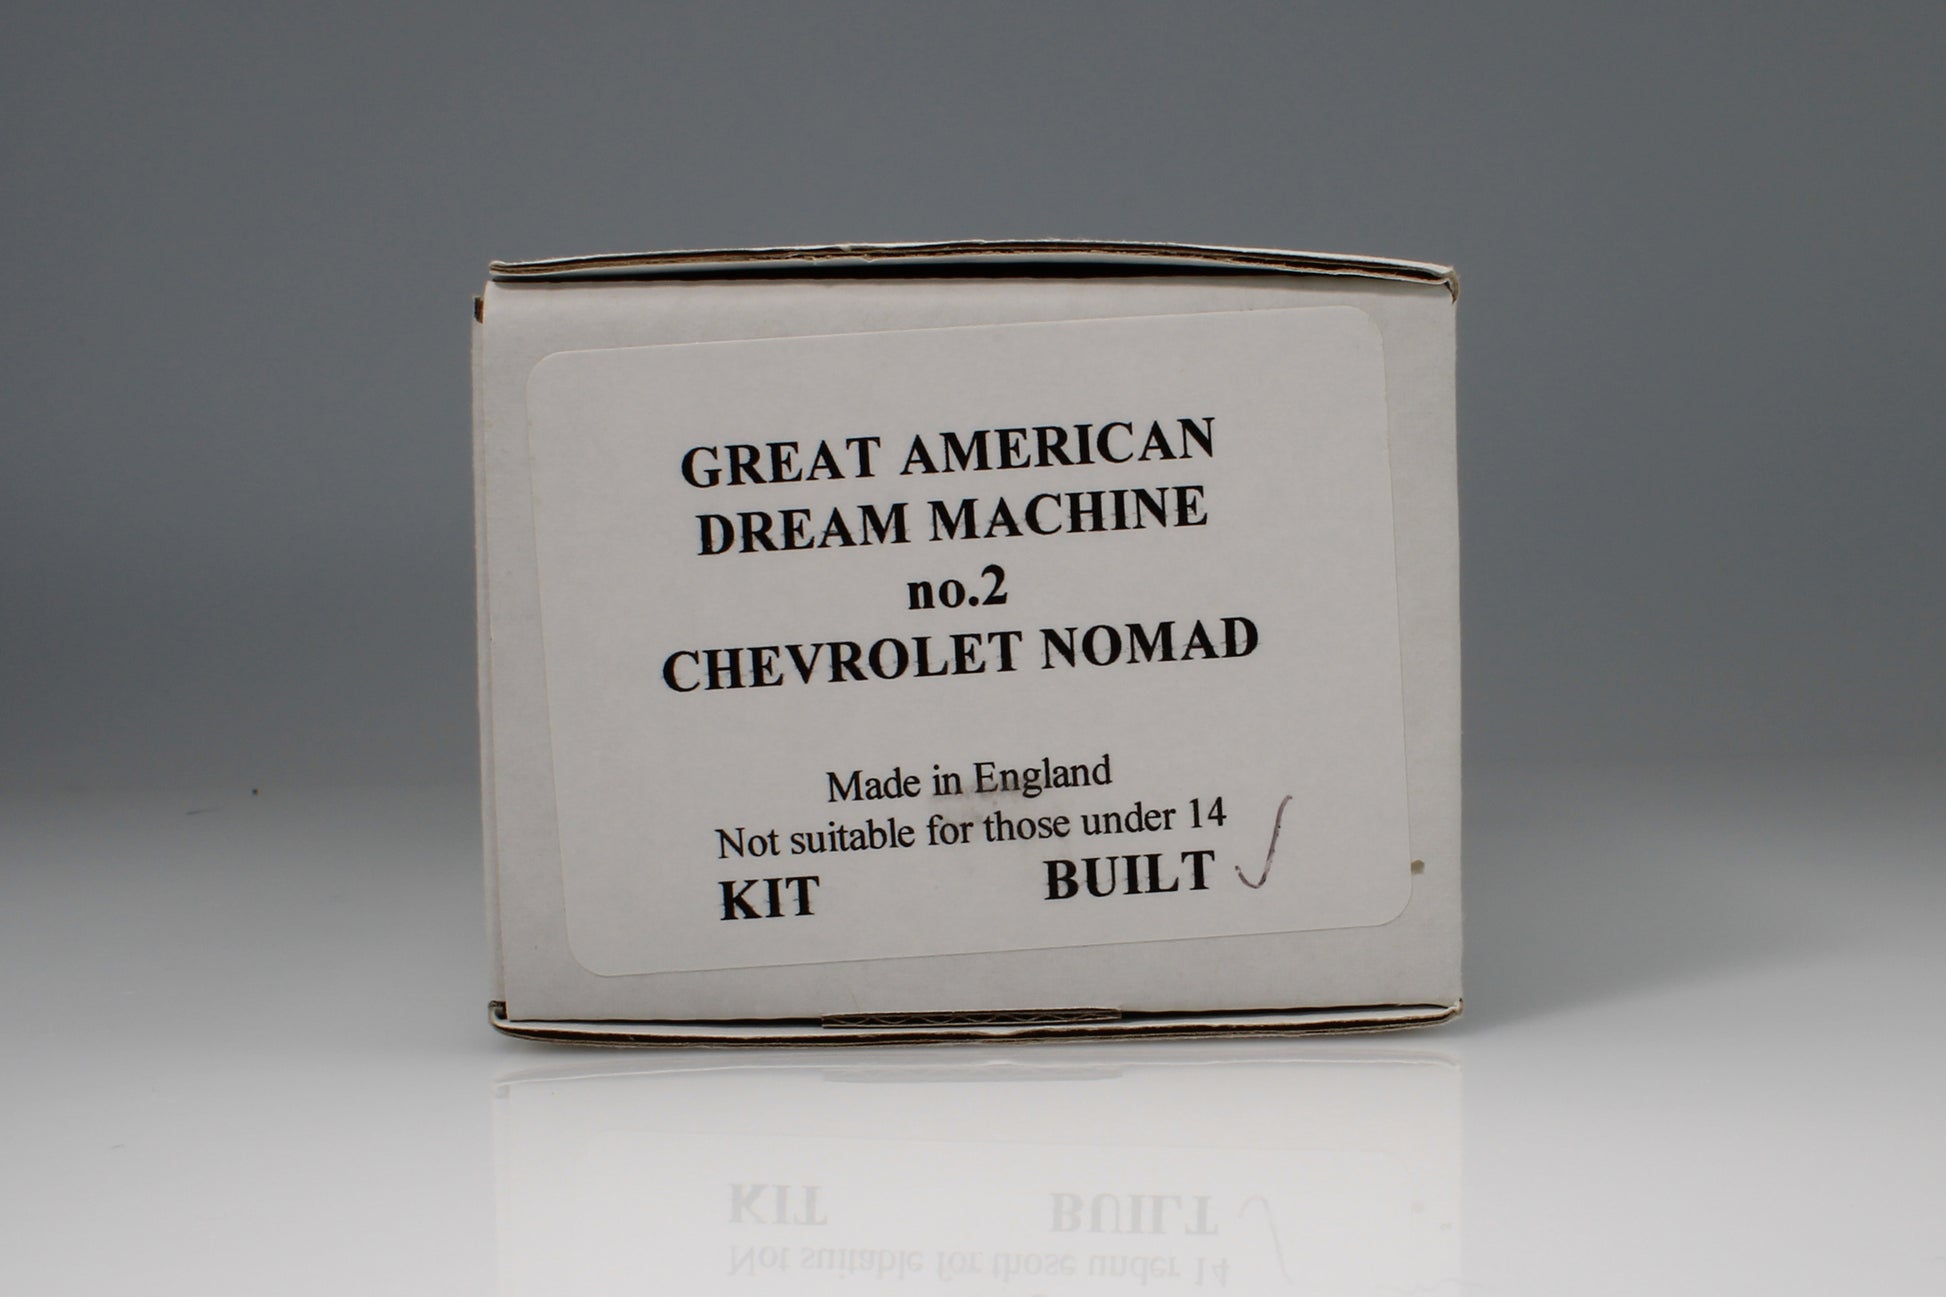 GREAT AMERICAN
DREAM MACHINE
no.2
CHEVROLET NOMAD
Made in England
Not suitable for those under 14
KIT BUILT ✓